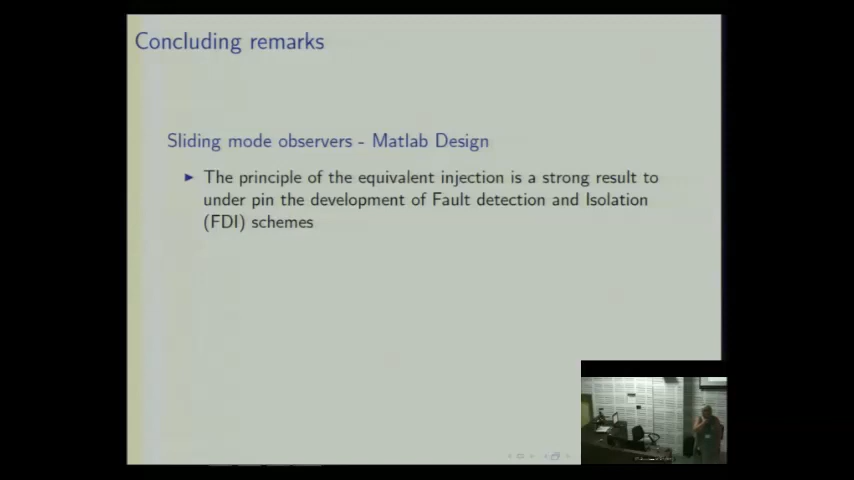 Concluding remarks
Sliding mode observers - Matlab Design
The principle of the equivalent injection is a strong result to
under pin the development of Fault detection and Isolation
(FDI) schemes